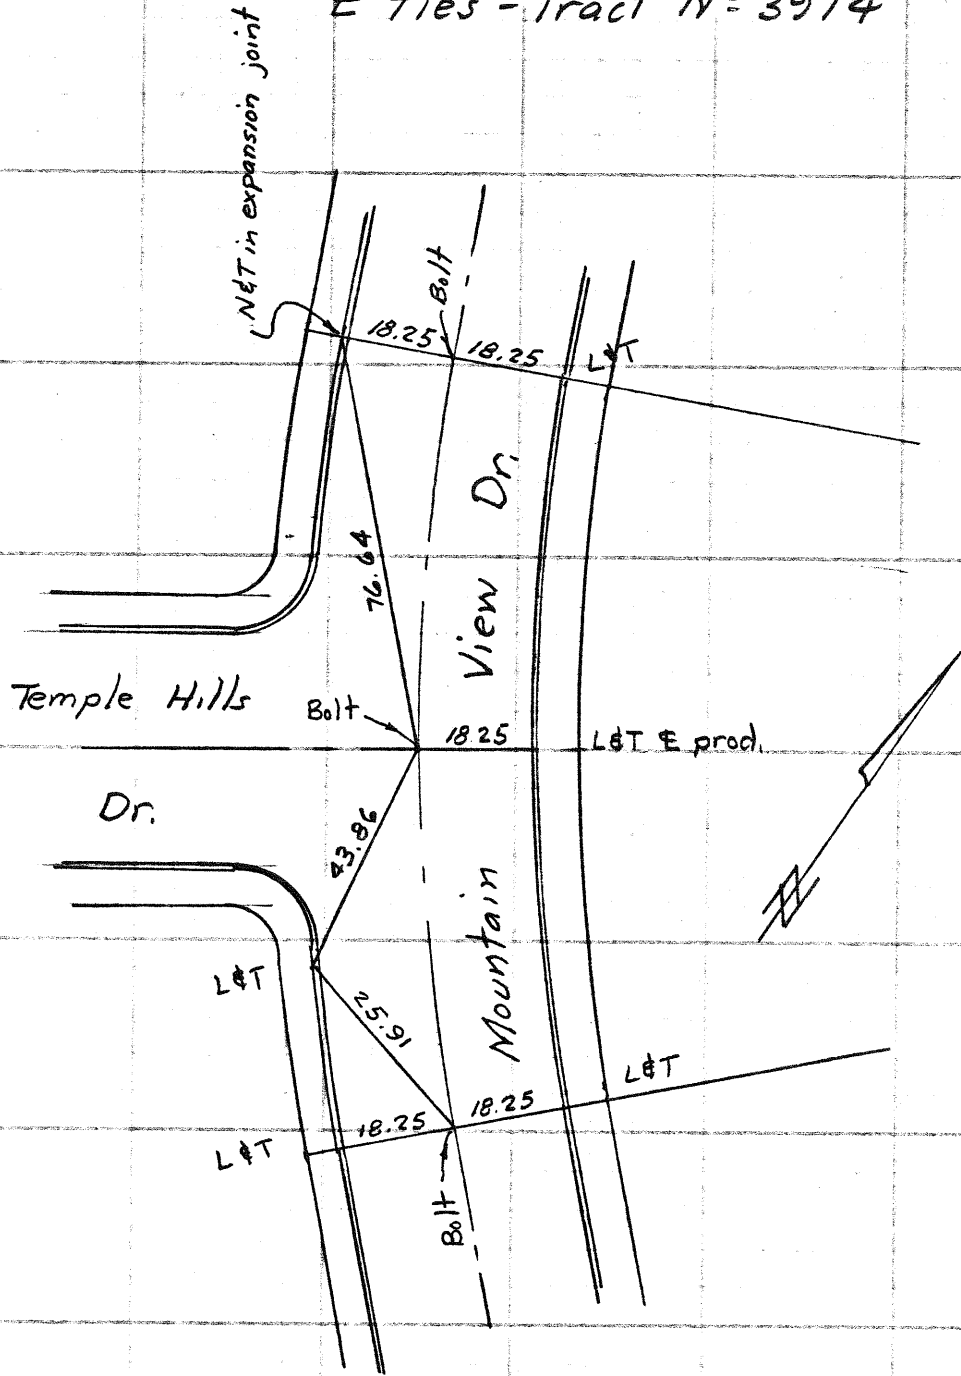 ℄ Ties - Tract Nº 3974
N&T in expansion joint
18.25
Bolt
18.25
L&T
76.64
View Dr.
Temple Hills
Bolt
18.25
L&T ℄ prod.
Dr.
43.86
Mountain
L&T
25.91
L&T
18.25
18.25
L&T
Bolt